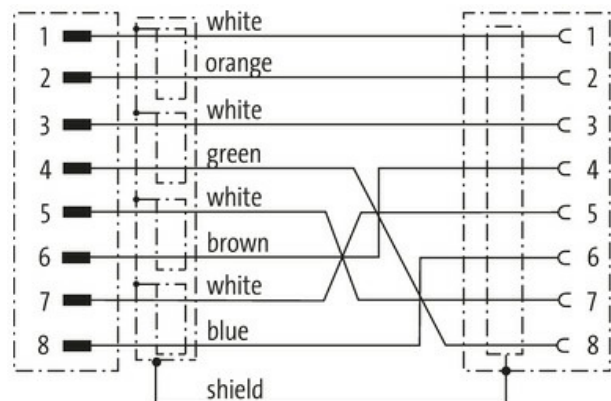 1 white 1
2 orange 2
3 white 3
4 green 4
5 white 5
6 brown 6
7 white 7
8 blue 8
shield